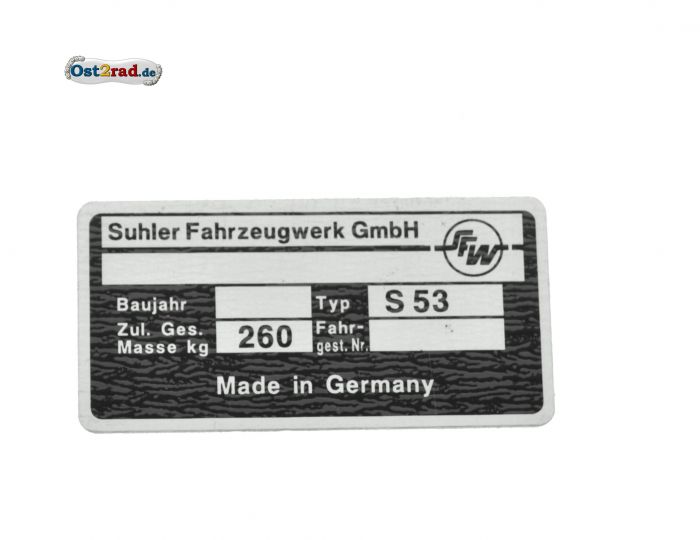 Ost2rad.de
Suhler Fahrzeugwerk GmbH
SFW
Baujahr Typ S 53
Zul. Ges. Masse kg 260 Fahr-gest. Nr.
Made in Germany